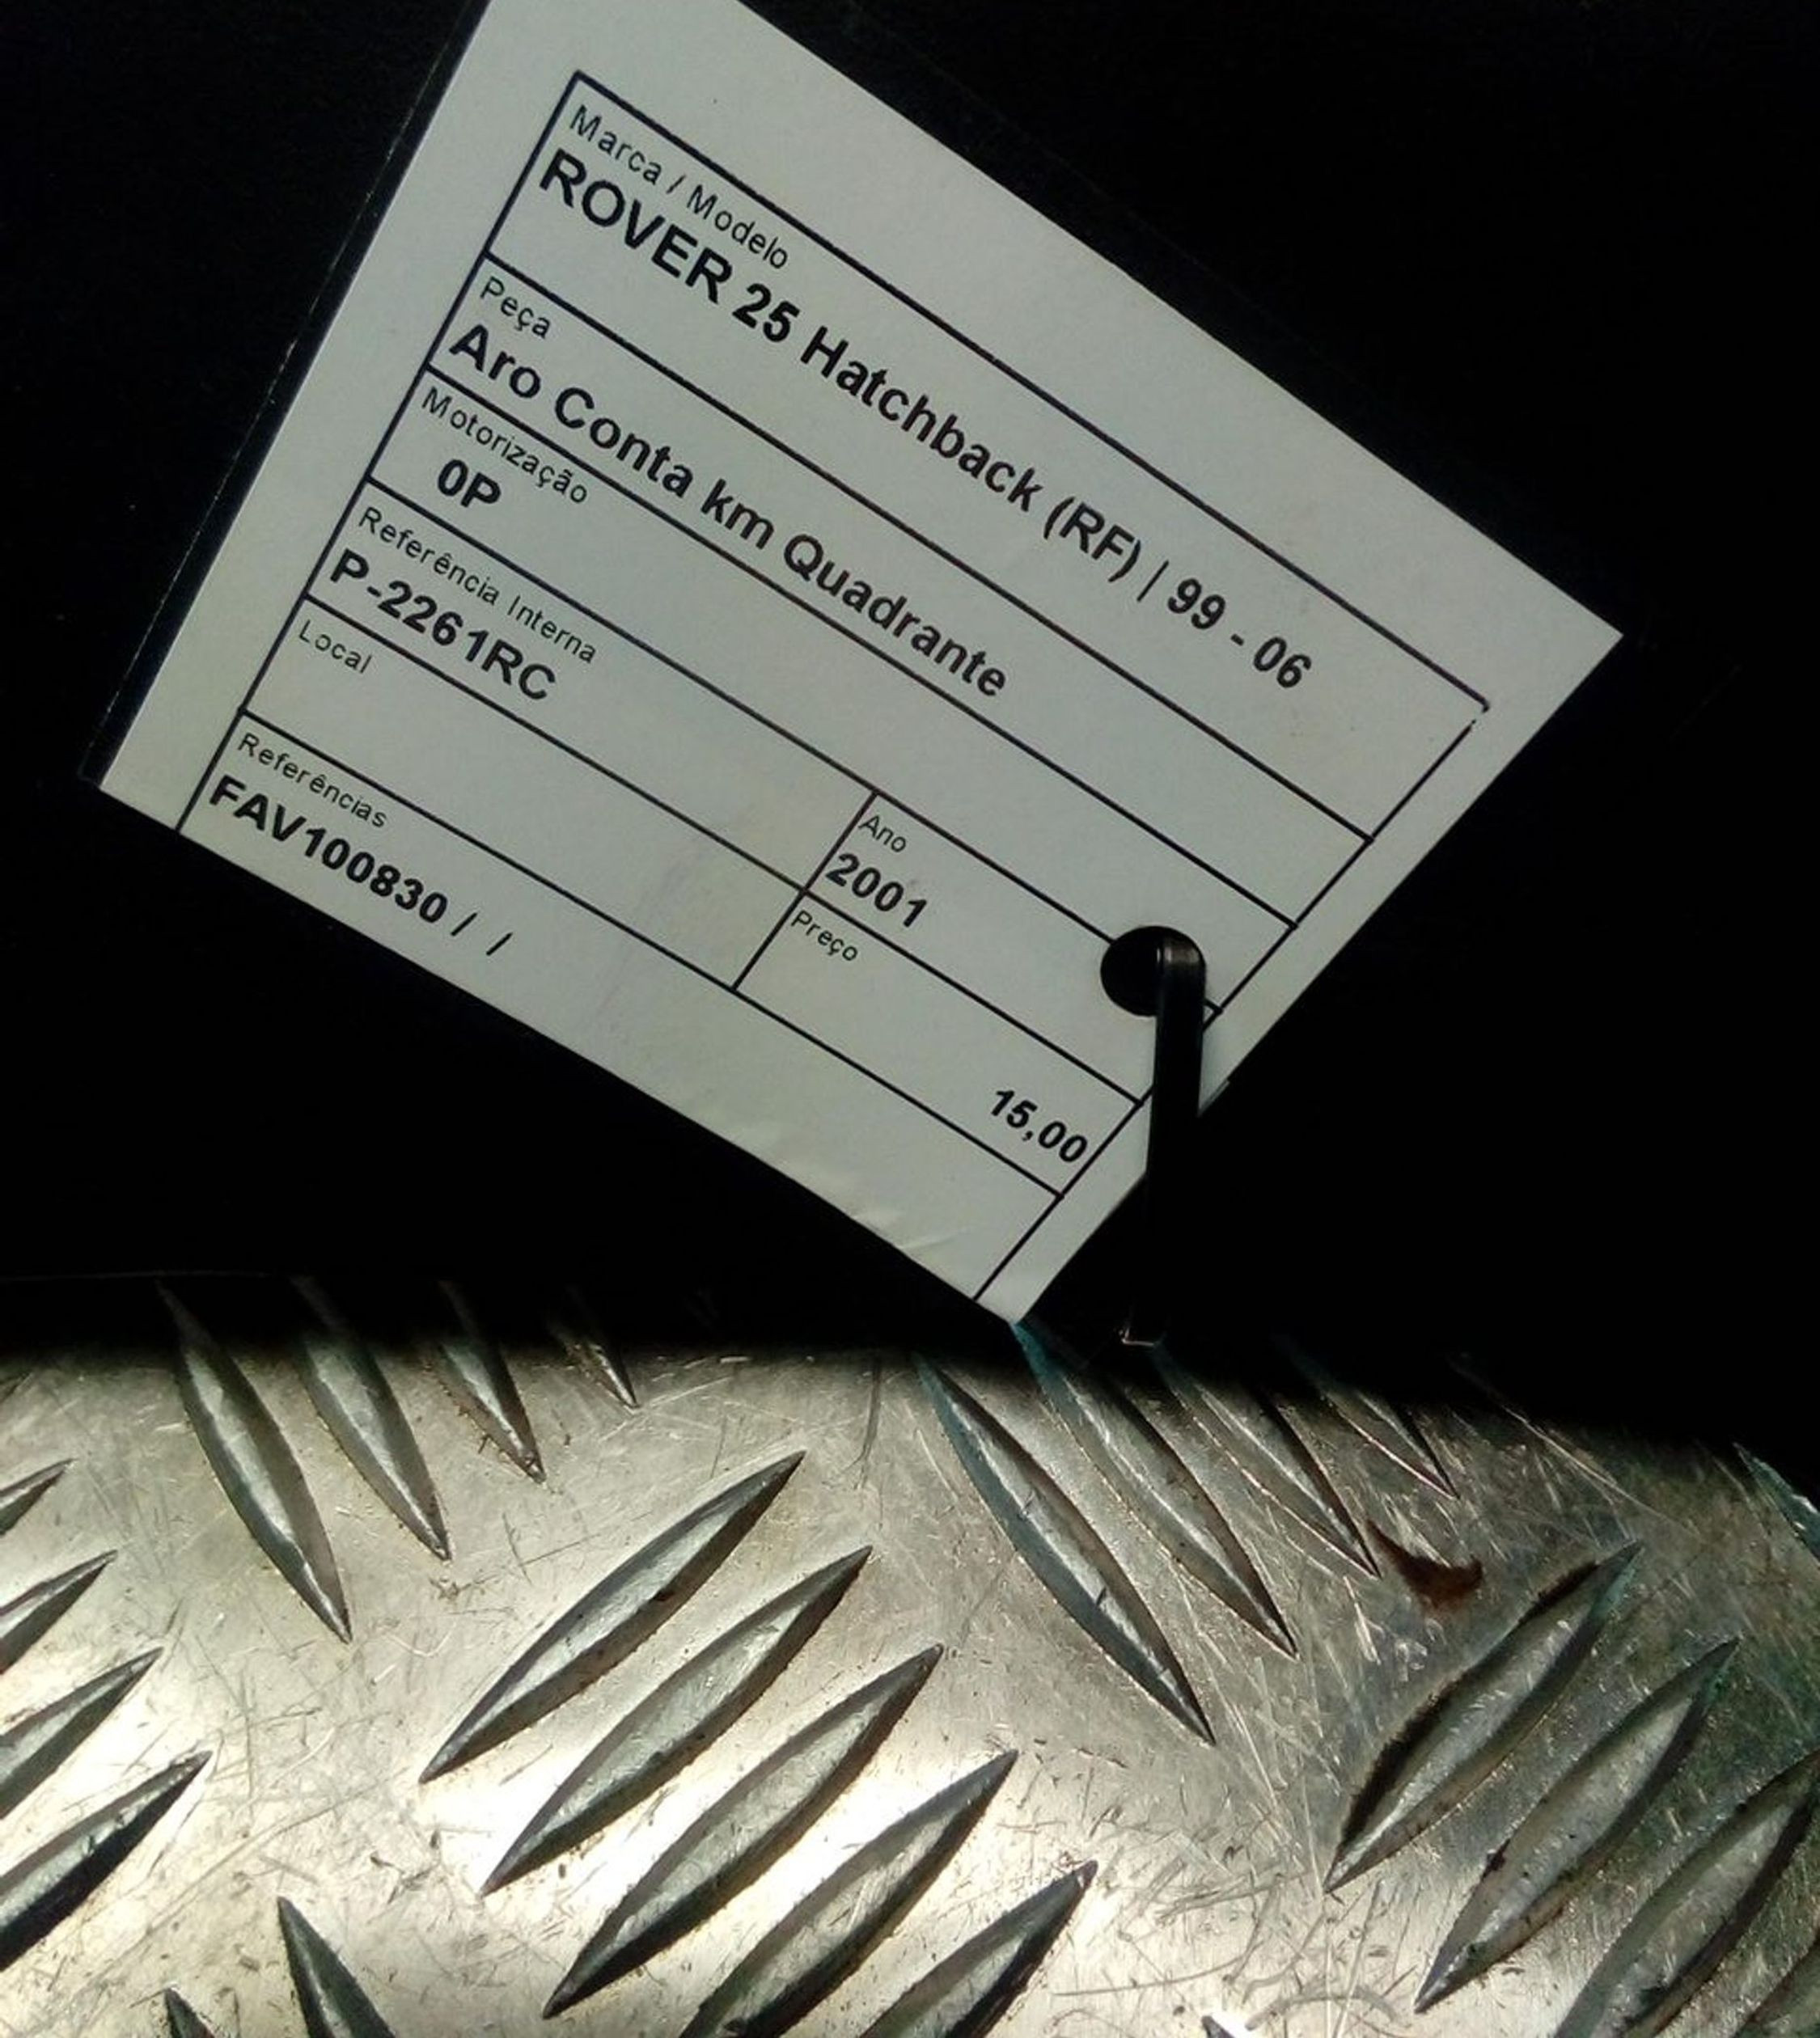 Marca / Modelo
ROVER 25 Hatchback (RF) | 99 - 06
Peça
Aro Conta km Quadrante
Motorização
0P
Referência Interna
P-2261RC
Ano
2001
Local
Preço
15,00
Referências
FAV100830 / /